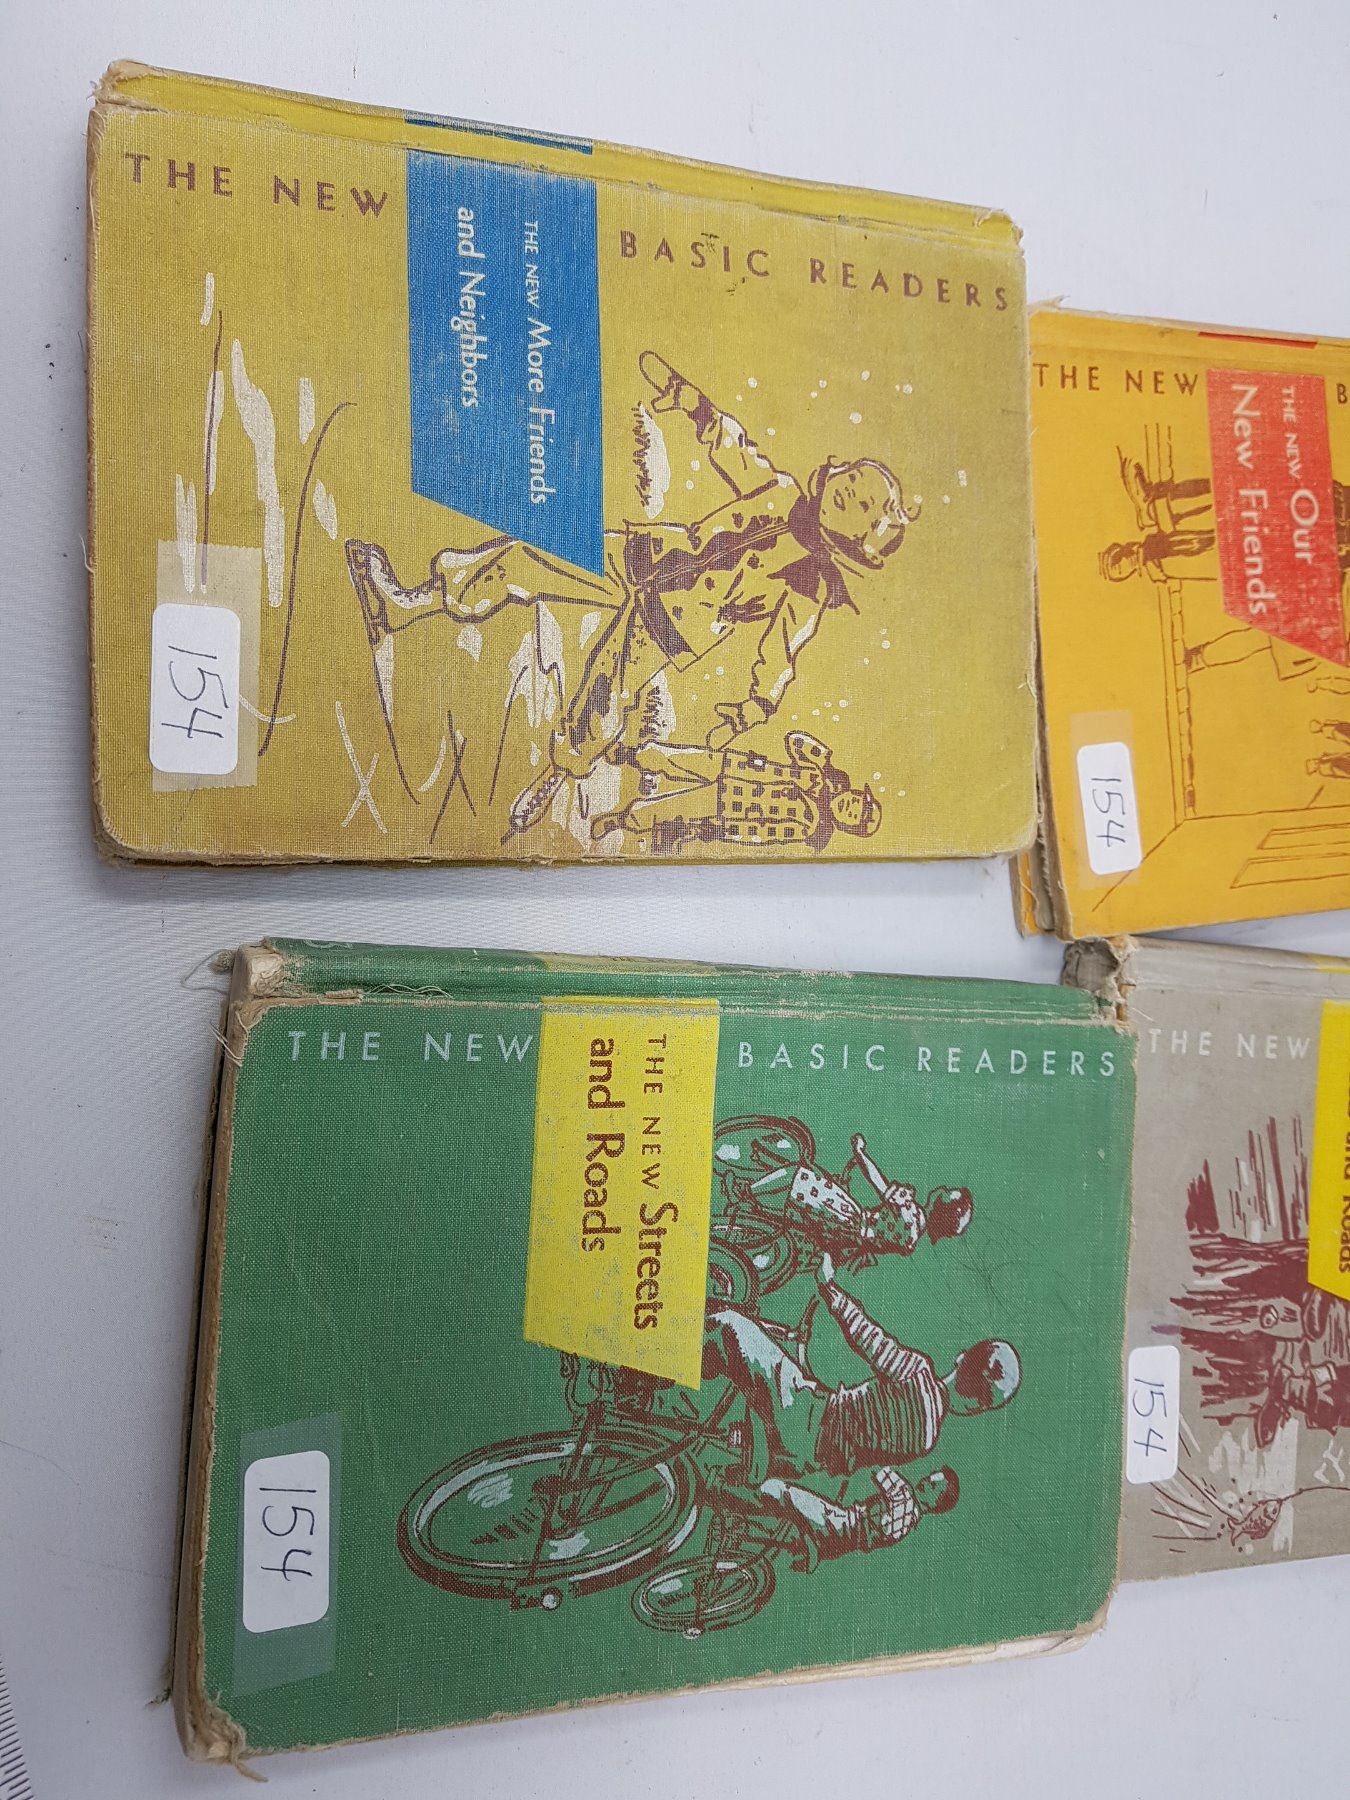 THE NEW BASIC READERS
THE NEW More Friends
and Neighbors
154
THE NEW B
THE NEW Our
New Friends
154
THE NEW BASIC READERS
THE NEW Streets
and Roads
154
THE NEW
and Roads
154